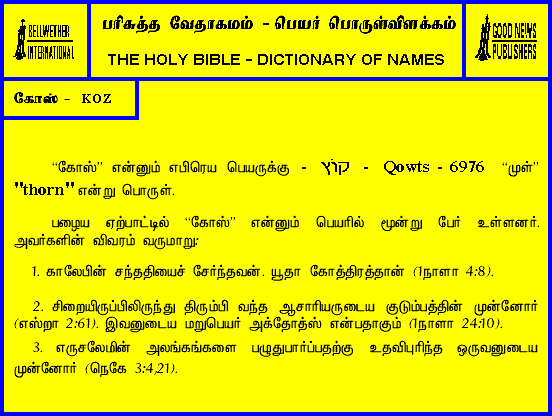 BELLWETHER
INTERNATIONAL
பரிசுத்த வேதாகமம் - பெயர் பொருள்விளக்கம்
THE HOLY BIBLE - DICTIONARY OF NAMES
GOOD NEWS
PUBLISHERS
கோஸ் - KOZ
“கோஸ்” என்னும் எபிரெய பெயருக்கு - קוֹץ - Qowts - 6976 “முள்”
"thorn" என்று பொருள்.
பழைய ஏற்பாட்டில் “கோஸ்” என்னும் பெயரில் மூன்று பேர் உள்ளனர்.
அவர்களின் விவரம் வருமாறு:
1. காலேபின் சந்ததியைச் சேர்ந்தவன். யூதா கோத்திரத்தான் (1நாளா 4:8).
2. சிறையிருப்பிலிருந்து திரும்பி வந்த ஆசாரியருடைய குடும்பத்தின் முன்னோர்
(எஸ்றா 2:61). இவனுடைய மறுபெயர் அக்தோத்ஸ் என்பதாகும் (1நாளா 24:10).
3. எருசலேமின் அலங்கங்களை பழுதுபார்ப்பதற்கு உதவிபுரிந்த ஒருவனுடைய
முன்னோர் (நெகே 3:4,21).